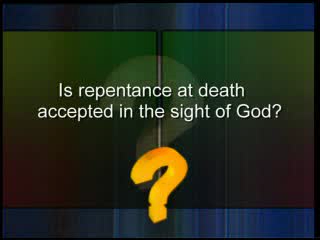 Is repentance at death
accepted in the sight of God?
?